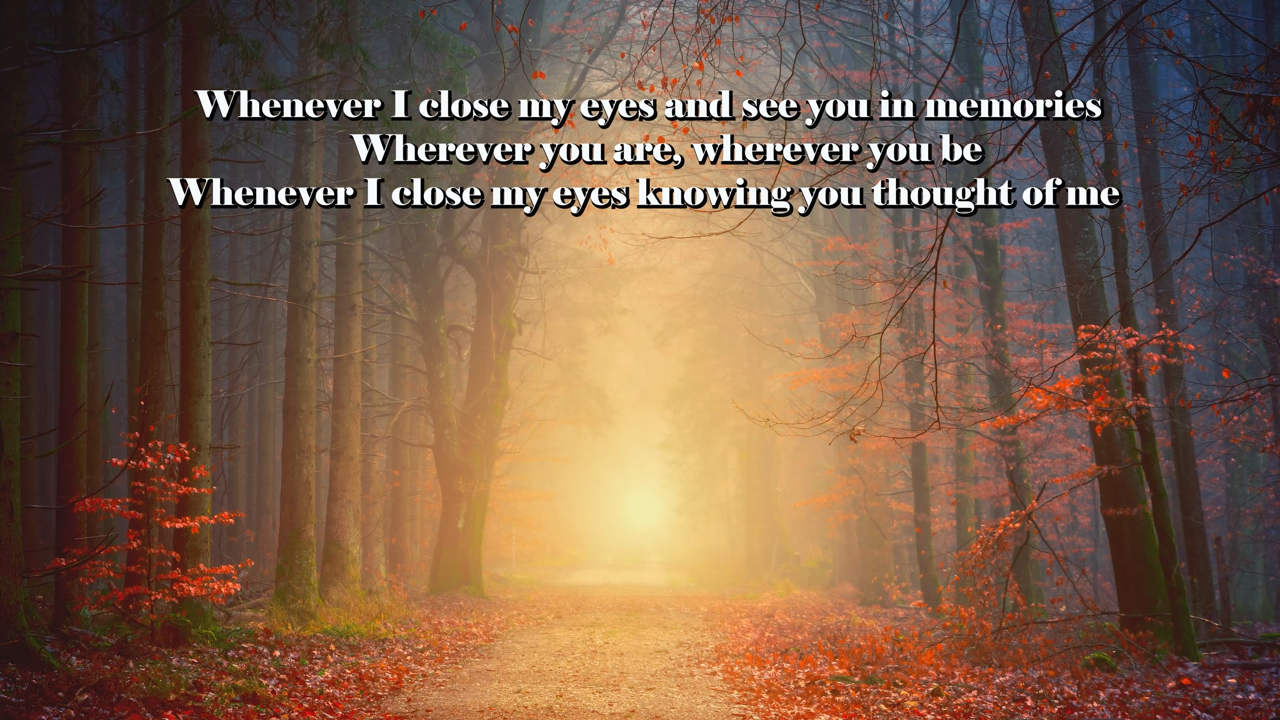 Whenever I close my eyes and see you in memories
Wherever you are, wherever you be
Whenever I close my eyes knowing you thought of me